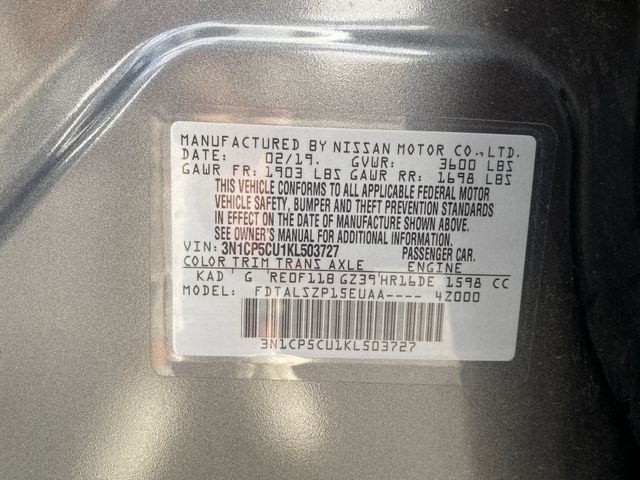 MANUFACTURED BY NISSAN MOTOR CO.,LTD.
DATE: 02/19. GVWR: 3600 LBS
GAWR FR: 1903 LBS GAWR RR: 1698 LBS
THIS VEHICLE CONFORMS TO ALL APPLICABLE FEDERAL MOTOR
VEHICLE SAFETY, BUMPER AND THEFT PREVENTION STANDARDS
IN EFFECT ON THE DATE OF MANUFACTURE SHOWN ABOVE.
SEE OWNER'S MANUAL FOR ADDITIONAL INFORMATION.
VIN: 3N1CP5CU1KL503727 PASSENGER CAR.
COLOR TRIM TRANS AXLE ENGINE
KAD G RE0F11B GZ39 HR16DE 1598 CC
MODEL: FDTALSZP15EUAA---- 4Z000
3N1CP5CU1KL503727